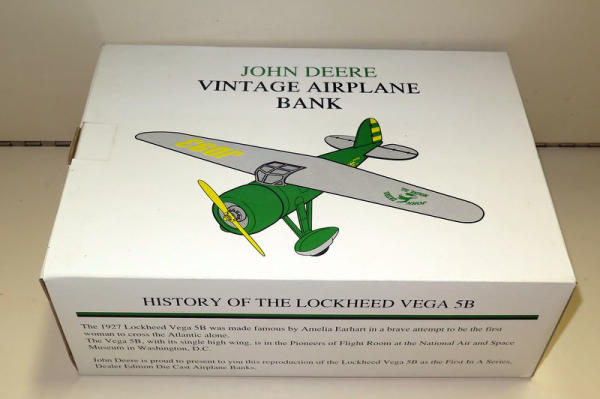 JOHN DEERE
VINTAGE AIRPLANE
BANK
HISTORY OF THE LOCKHEED VEGA 5B
The 1927 Lockheed Vega 5B was made famous by Amelia Earhart in a brave attempt to be the first
woman to cross the Atlantic alone.
The Vega 5B, with its single high wing, is in the Pioneers of Flight Room at the National Air and Space
Museum in Washington, D.C.
John Deere is proud to present to you this reproduction of the Lockheed Vega 5B as the First In A Series,
Dealer Edition Die Cast Airplane Banks.